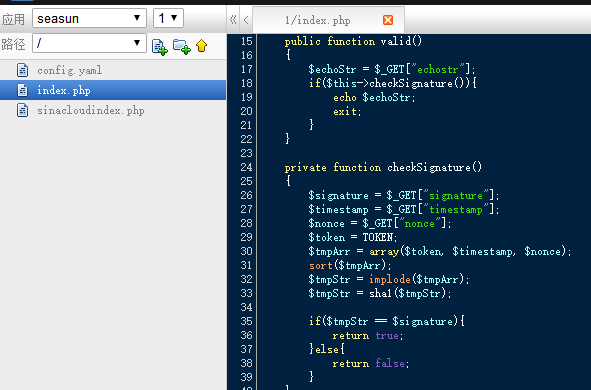 应用 seasun 1
路径 /
config.yaml
index.php
sinacloudindex.php
1/index.php
15 public function valid()
16 {
17 $echoStr = $_GET["echostr"];
18 if($this->checkSignature()){
19 echo $echoStr;
20 exit;
21 }
22 }
23
24 private function checkSignature()
25 {
26 $signature = $_GET["signature"];
27 $timestamp = $_GET["timestamp"];
28 $nonce = $_GET["nonce"];
29 $token = TOKEN;
30 $tmpArr = array($token, $timestamp, $nonce);
31 sort($tmpArr);
32 $tmpStr = implode($tmpArr);
33 $tmpStr = sha1($tmpStr);
34
35 if($tmpStr == $signature){
36 return true;
37 }else{
38 return false;
39 }